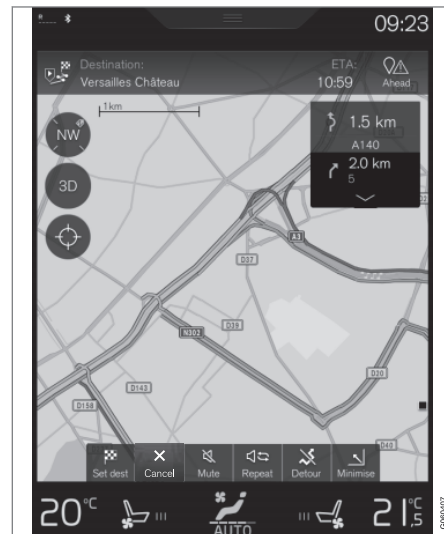 09:23
Destination: ETA:
Versailles Château 10:59 Ahead
1km
NW
1.5 km
A140
2.0 km
5
3D
A3
D37
N302
D39
D20
D143
D158
D40
Set dest Cancel Mute Repeat Detour Minimise
20°C AUTO 21,5°C
G060407